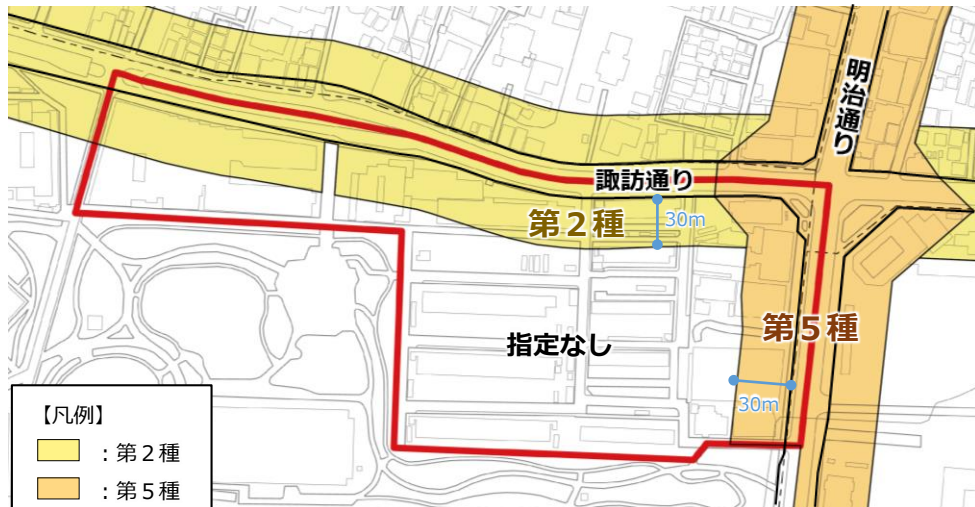 明治通り
諏訪通り
第２種
30m
第５種
指定なし
30m
【凡例】
：第２種
：第５種